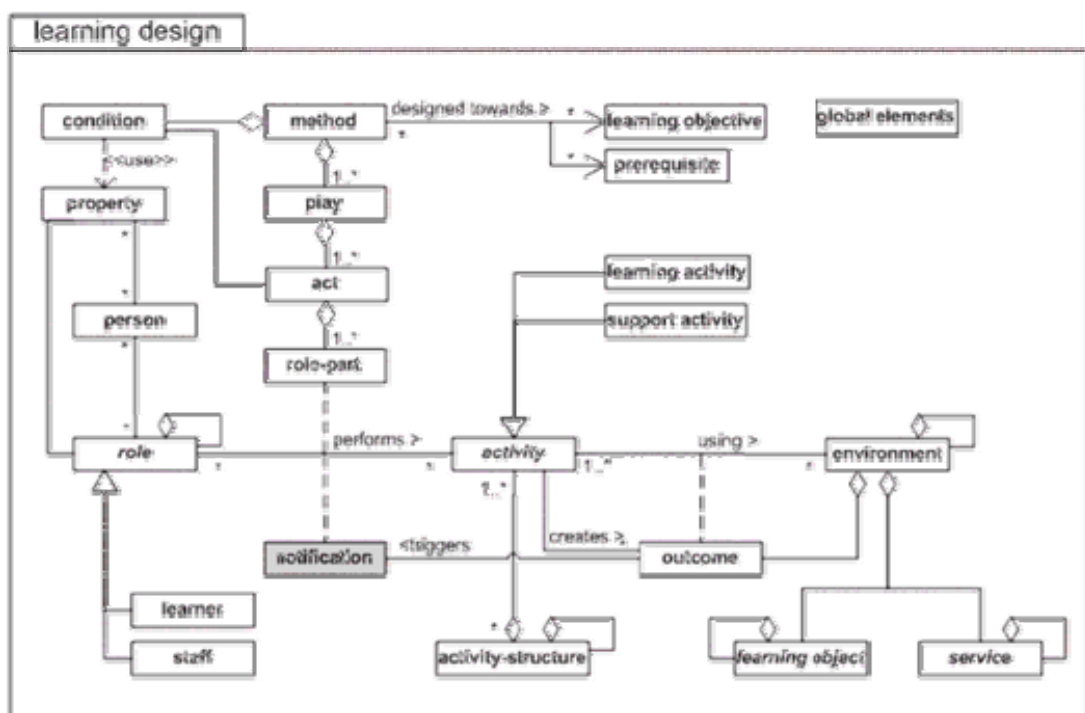 learning design
condition
method
designed towards >
*
learning objective
global elements
*
<<use>>
*
prerequisite
1..*
property
play
*
1..*
act
learning activity
*
person
support activity
*
1..*
role-part
*
role
performs >
activity
using >
environment
*
*
1..*
*
1..*
notification
<triggers
creates >
outcome
learner
*
staff
activity-structure
learning object
service